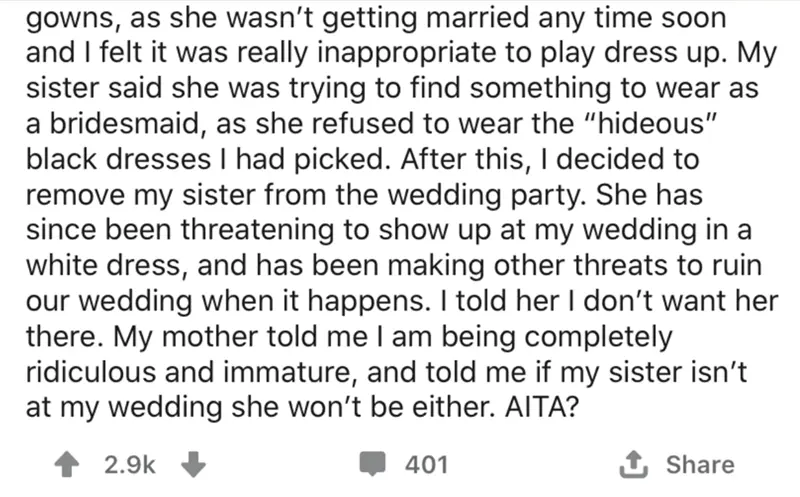 gowns, as she wasn’t getting married any time soon
and I felt it was really inappropriate to play dress up. My
sister said she was trying to find something to wear as
a bridesmaid, as she refused to wear the “hideous”
black dresses I had picked. After this, I decided to
remove my sister from the wedding party. She has
since been threatening to show up at my wedding in a
white dress, and has been making other threats to ruin
our wedding when it happens. I told her I don’t want her
there. My mother told me I am being completely
ridiculous and immature, and told me if my sister isn’t
at my wedding she won’t be either. AITA?
2.9k 401 Share